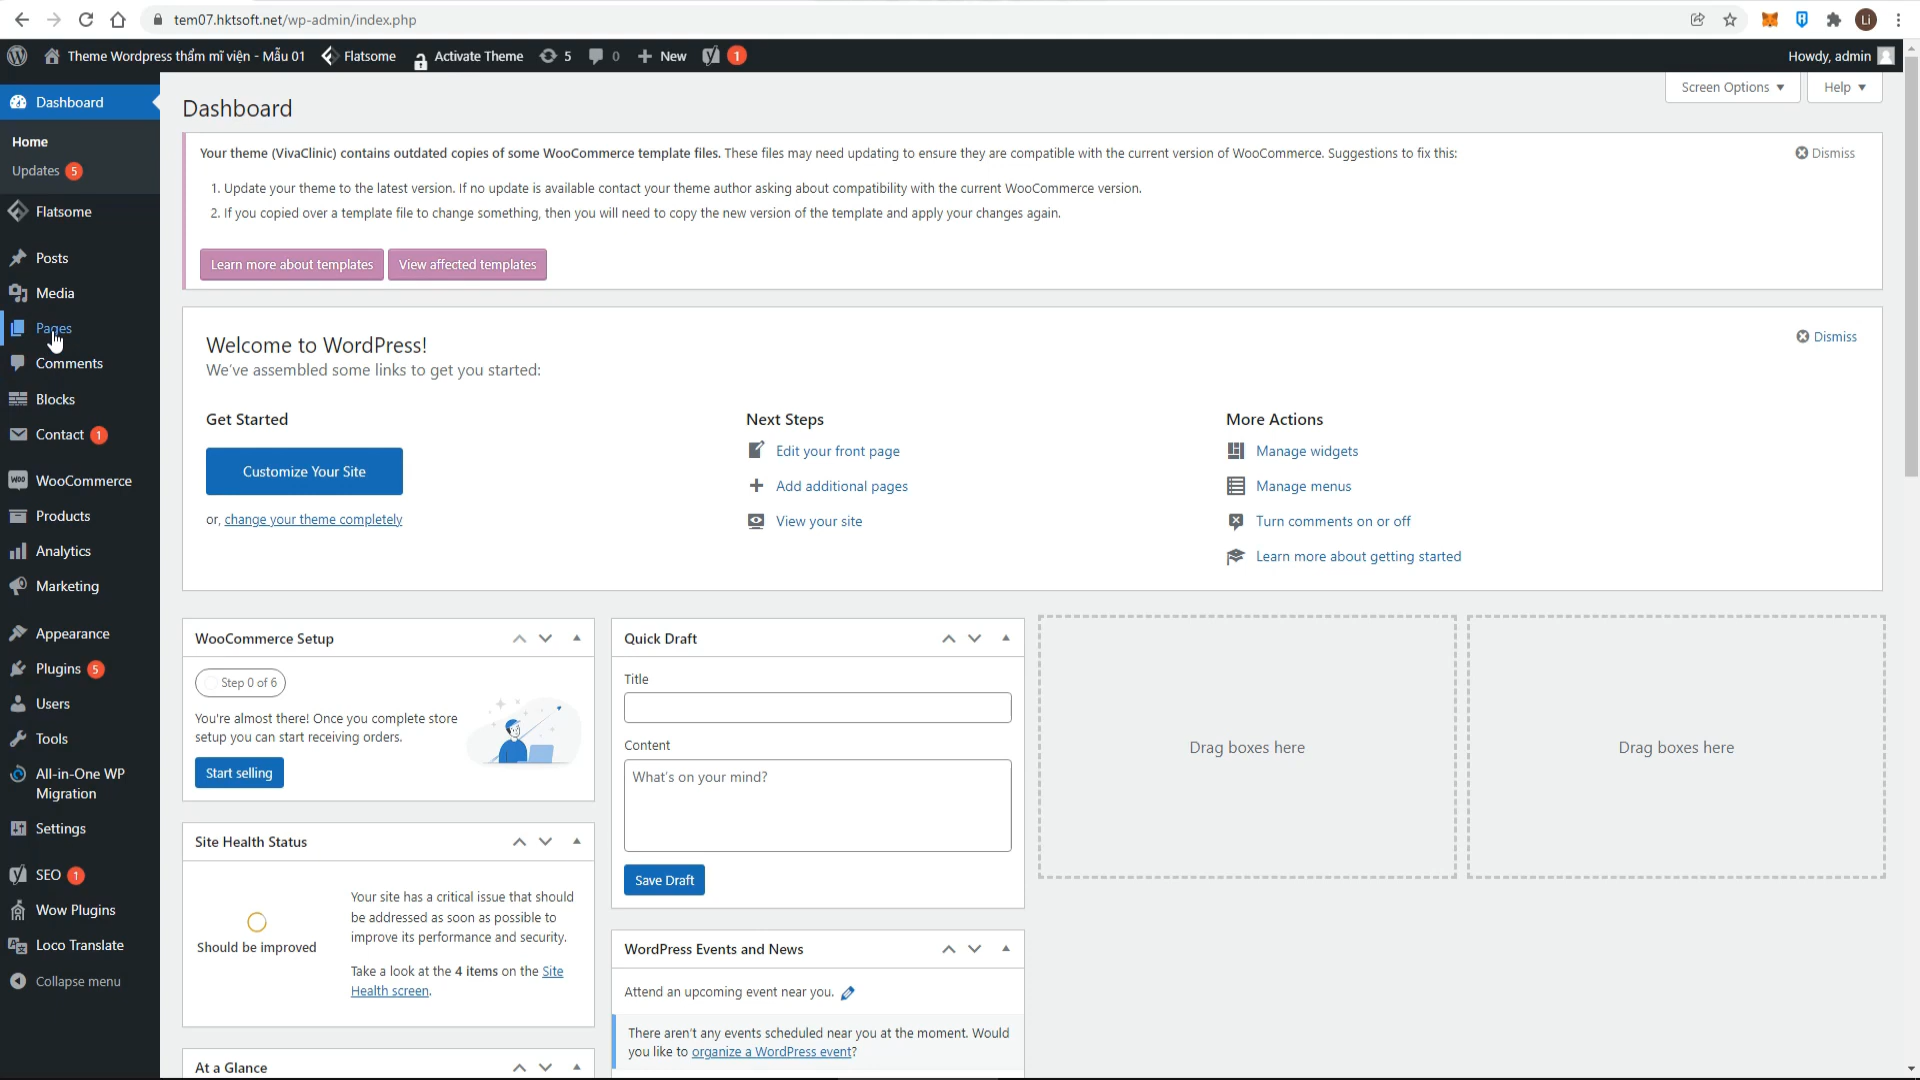 tem07.hktsoft.net/wp-admin/index.php
Li
Theme Wordpress thẩm mĩ viện - Mẫu 01
Flatsome
Activate Theme
5
0
New
1
Howdy, admin
Dashboard
Home
Updates 5
Flatsome
Posts
Media
Pages
Comments
Blocks
Contact 1
WooCommerce
Products
Analytics
Marketing
Appearance
Plugins 5
Users
Tools
All-in-One WP
Migration
Settings
SEO 1
Wow Plugins
Loco Translate
Collapse menu
Screen Options
Help
Dashboard
Your theme (VivaClinic) contains outdated copies of some WooCommerce template files. These files may need updating to ensure they are compatible with the current version of WooCommerce. Suggestions to fix this:
Dismiss
1. Update your theme to the latest version. If no update is available contact your theme author asking about compatibility with the current WooCommerce version.
2. If you copied over a template file to change something, then you will need to copy the new version of the template and apply your changes again.
Learn more about templates
View affected templates
Welcome to WordPress!
Dismiss
We've assembled some links to get you started:
Get Started
Customize Your Site
or, change your theme completely
Next Steps
Edit your front page
Add additional pages
View your site
More Actions
Manage widgets
Manage menus
Turn comments on or off
Learn more about getting started
WooCommerce Setup
Step 0 of 6
You're almost there! Once you complete store
setup you can start receiving orders.
Start selling
Site Health Status
Should be improved
Your site has a critical issue that should
be addressed as soon as possible to
improve its performance and security.
Take a look at the 4 items on the Site
Health screen.
At a Glance
Quick Draft
Title
Content
What's on your mind?
Save Draft
WordPress Events and News
Attend an upcoming event near you.
There aren't any events scheduled near you at the moment. Would
you like to organize a WordPress event?
Drag boxes here
Drag boxes here